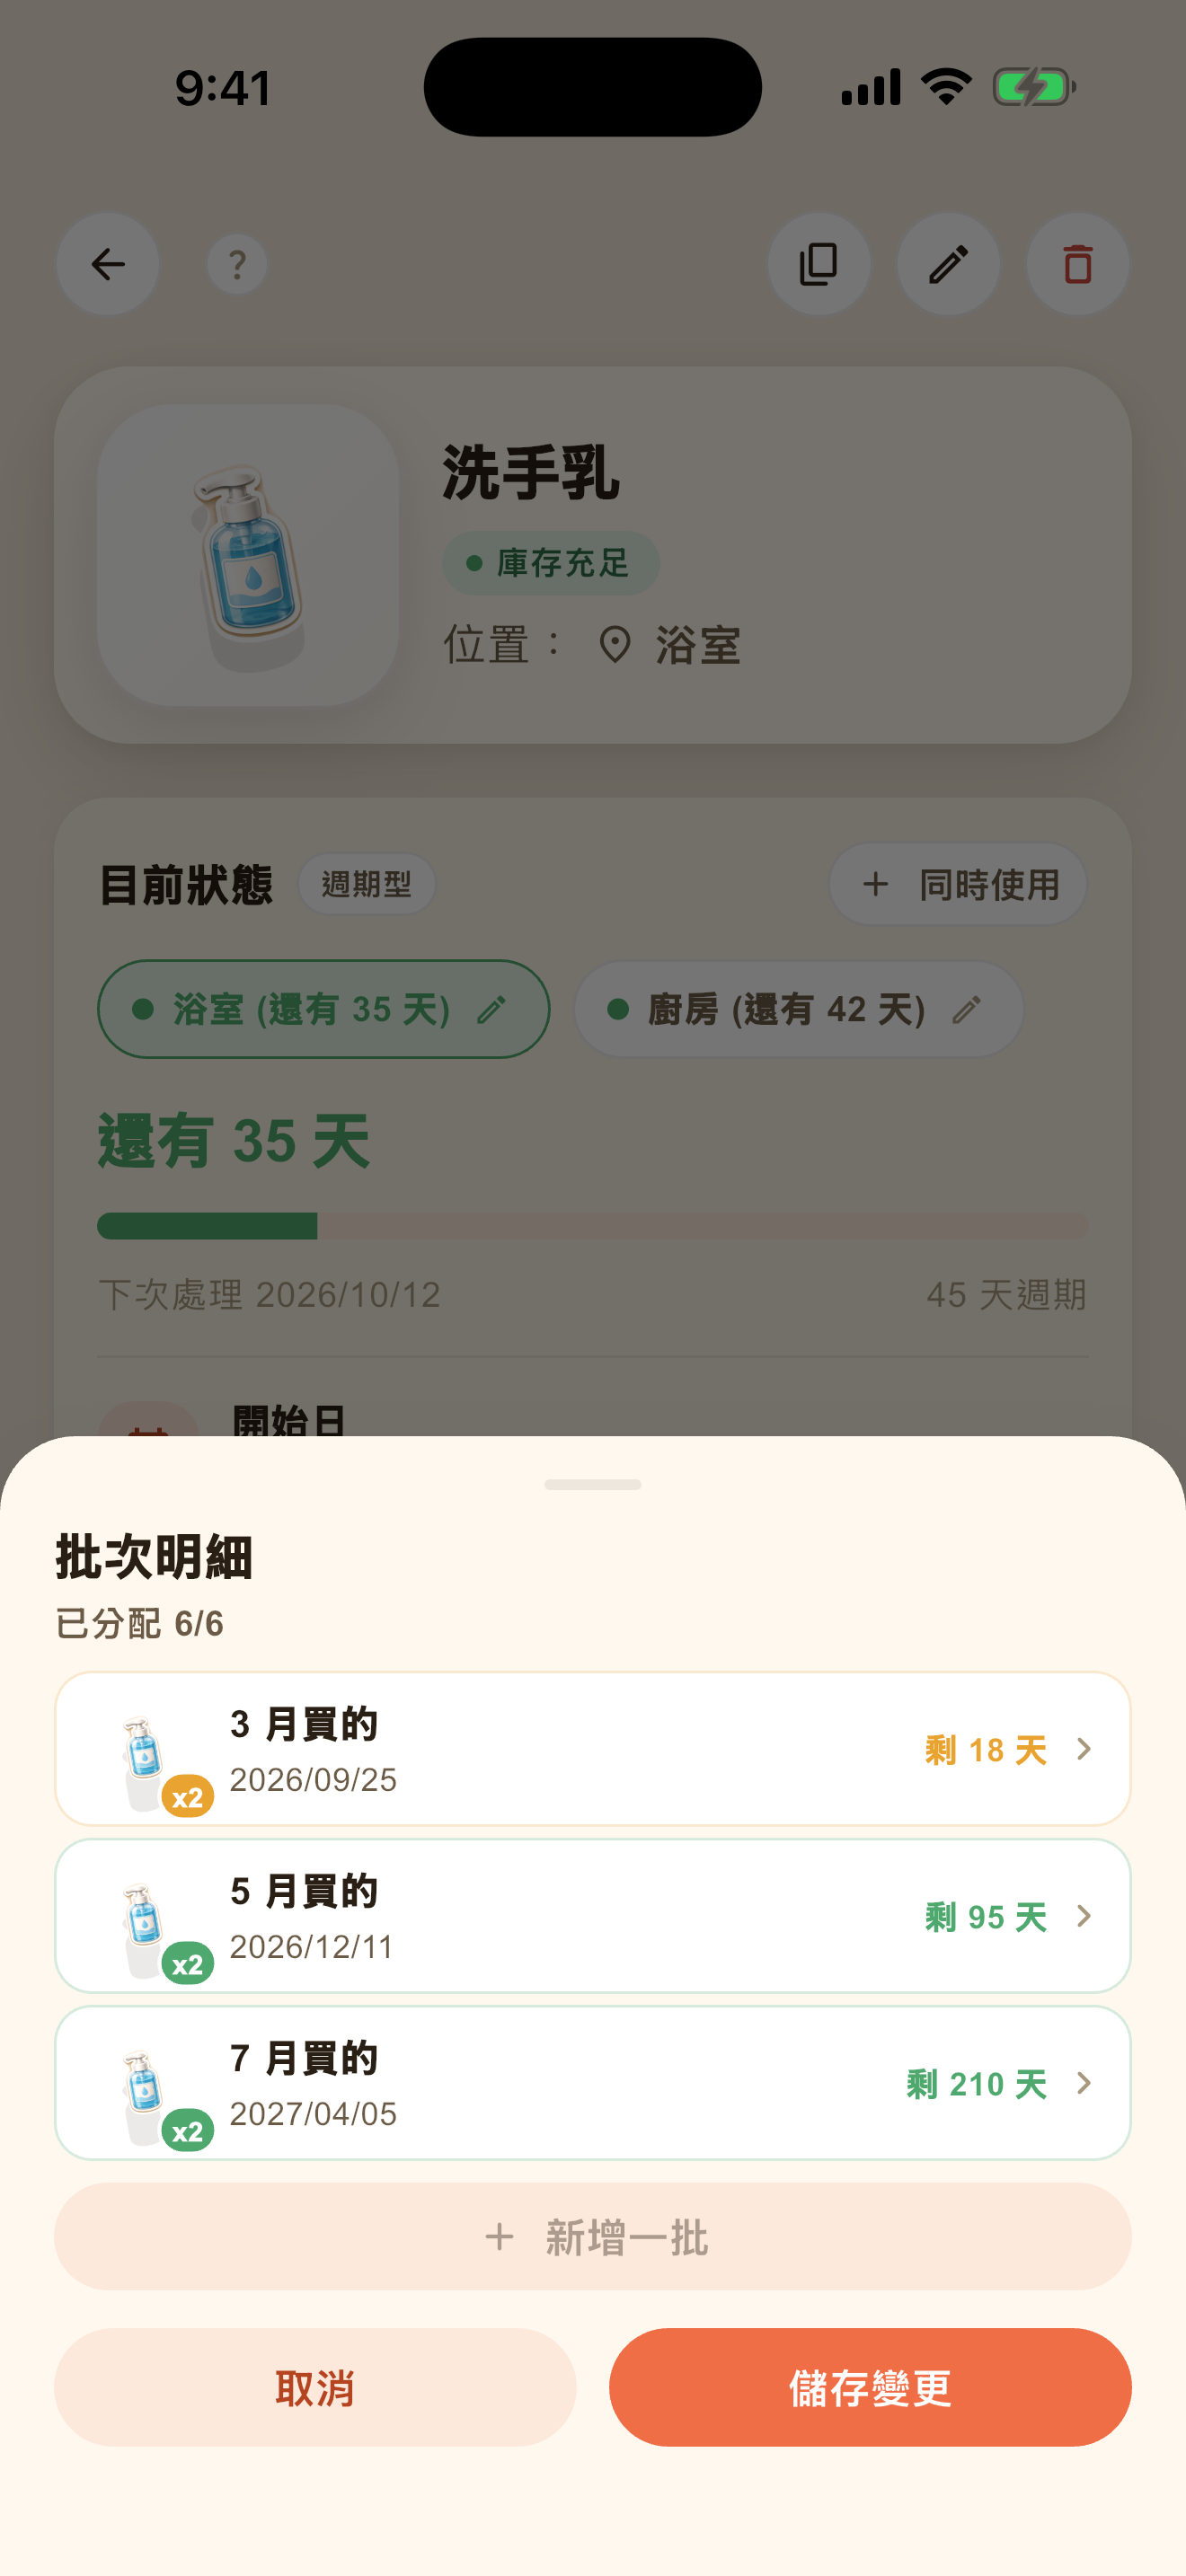 9:41
?
洗手乳
庫存充足
位置： 浴室
目前狀態 週期型 + 同時使用
浴室 (還有 35 天) 廚房 (還有 42 天)
還有 35 天
下次處理 2026/10/12 45 天週期
開始日
批次明細
已分配 6/6
3 月買的
2026/09/25
x2
剩 18 天
5 月買的
2026/12/11
x2
剩 95 天
7 月買的
2027/04/05
x2
剩 210 天
+ 新增一批
取消 儲存變更